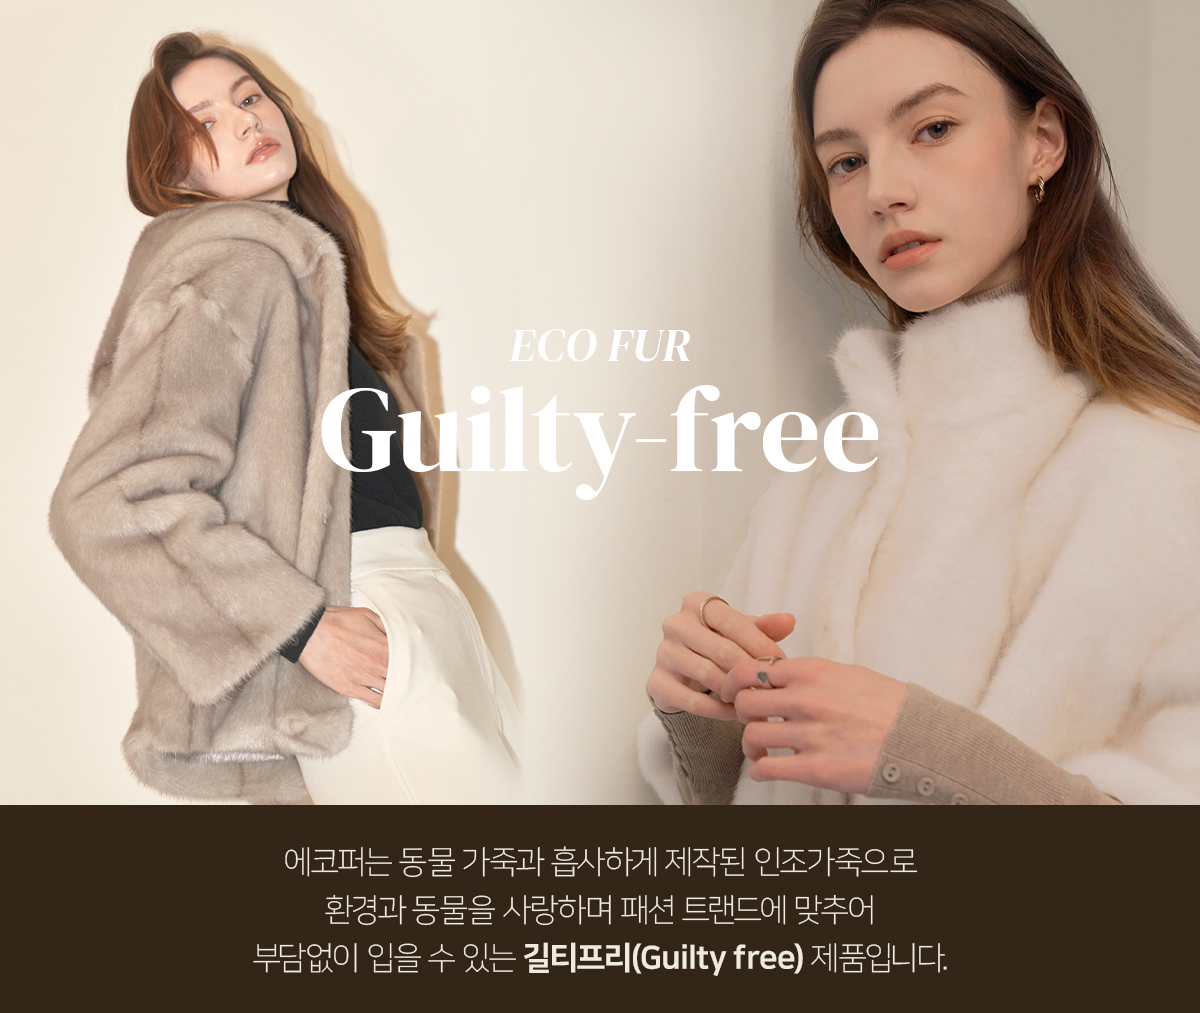 ECO FUR
Guilty-free
에코퍼는 동물 가죽과 흡사하게 제작된 인조가죽으로
환경과 동물을 사랑하며 패션 트랜드에 맞추어
부담없이 입을 수 있는 길티프리(Guilty free) 제품입니다.